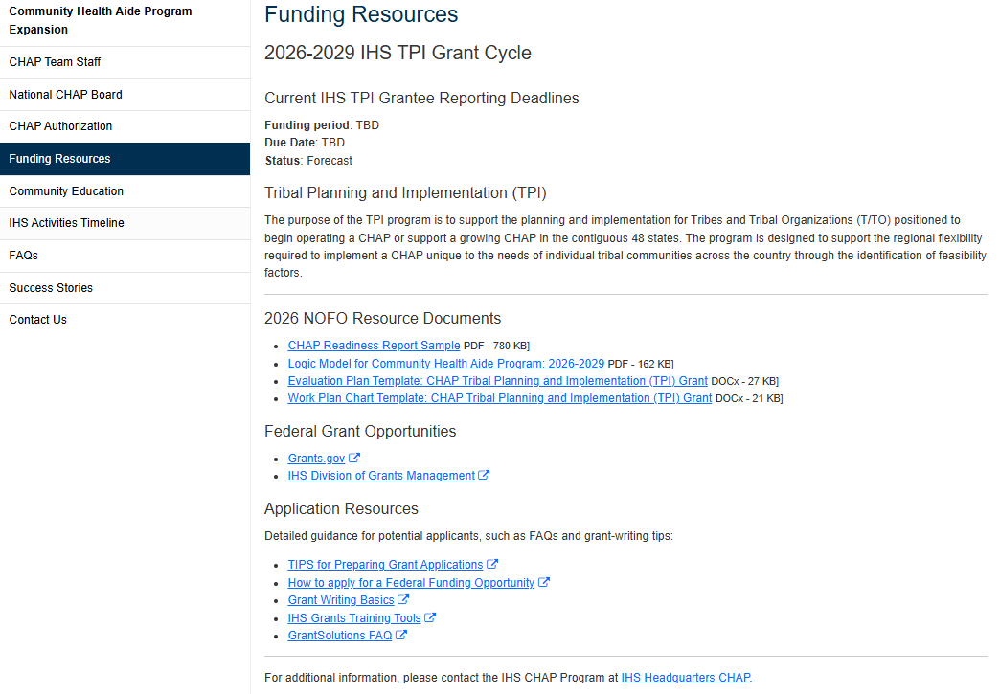 Community Health Aide Program
Expansion
CHAP Team Staff
National CHAP Board
CHAP Authorization
Funding Resources
Community Education
IHS Activities Timeline
FAQs
Success Stories
Contact Us
Funding Resources
2026-2029 IHS TPI Grant Cycle
Current IHS TPI Grantee Reporting Deadlines
Funding period: TBD
Due Date: TBD
Status: Forecast
Tribal Planning and Implementation (TPI)
The purpose of the TPI program is to support the planning and implementation for Tribes and Tribal Organizations (T/TO) positioned to
begin operating a CHAP or support a growing CHAP in the contiguous 48 states. The program is designed to support the regional flexibility
required to implement a CHAP unique to the needs of individual tribal communities across the country through the identification of feasibility
factors.
2026 NOFO Resource Documents
CHAP Readiness Report Sample PDF - 780 KB]
Logic Model for Community Health Aide Program: 2026-2029 PDF - 162 KB]
Evaluation Plan Template: CHAP Tribal Planning and Implementation (TPI) Grant DOCx - 27 KB]
Work Plan Chart Template: CHAP Tribal Planning and Implementation (TPI) Grant DOCx - 21 KB]
Federal Grant Opportunities
Grants.gov
IHS Division of Grants Management
Application Resources
Detailed guidance for potential applicants, such as FAQs and grant-writing tips:
TIPS for Preparing Grant Applications
How to apply for a Federal Funding Opportunity
Grant Writing Basics
IHS Grants Training Tools
GrantSolutions FAQ
For additional information, please contact the IHS CHAP Program at IHS Headquarters CHAP.